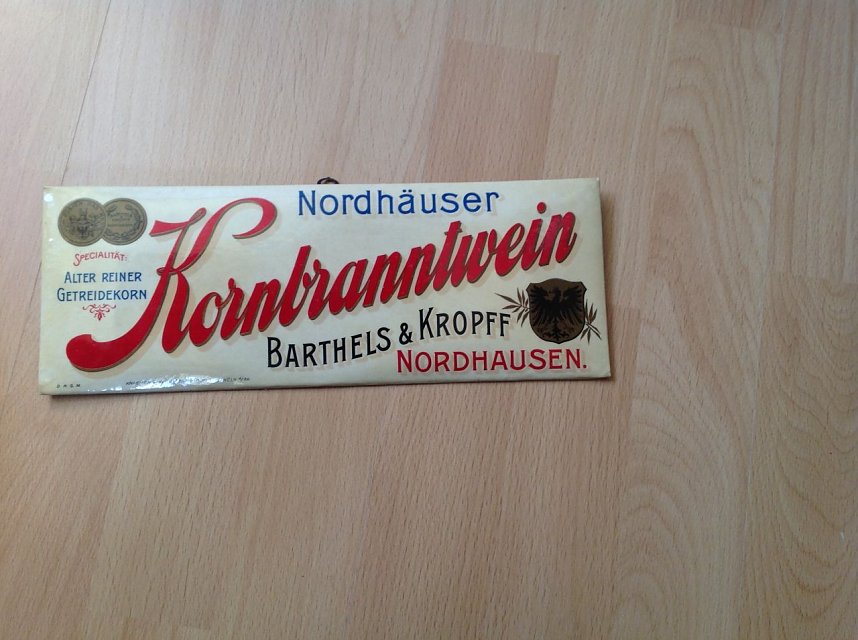 Nordhäuser
Kornbranntwein
SPECIALITÄT:
ALTER REINER
GETREIDEKORN
BARTHELS & KROPFF
NORDHAUSEN.
D. R. G. M.